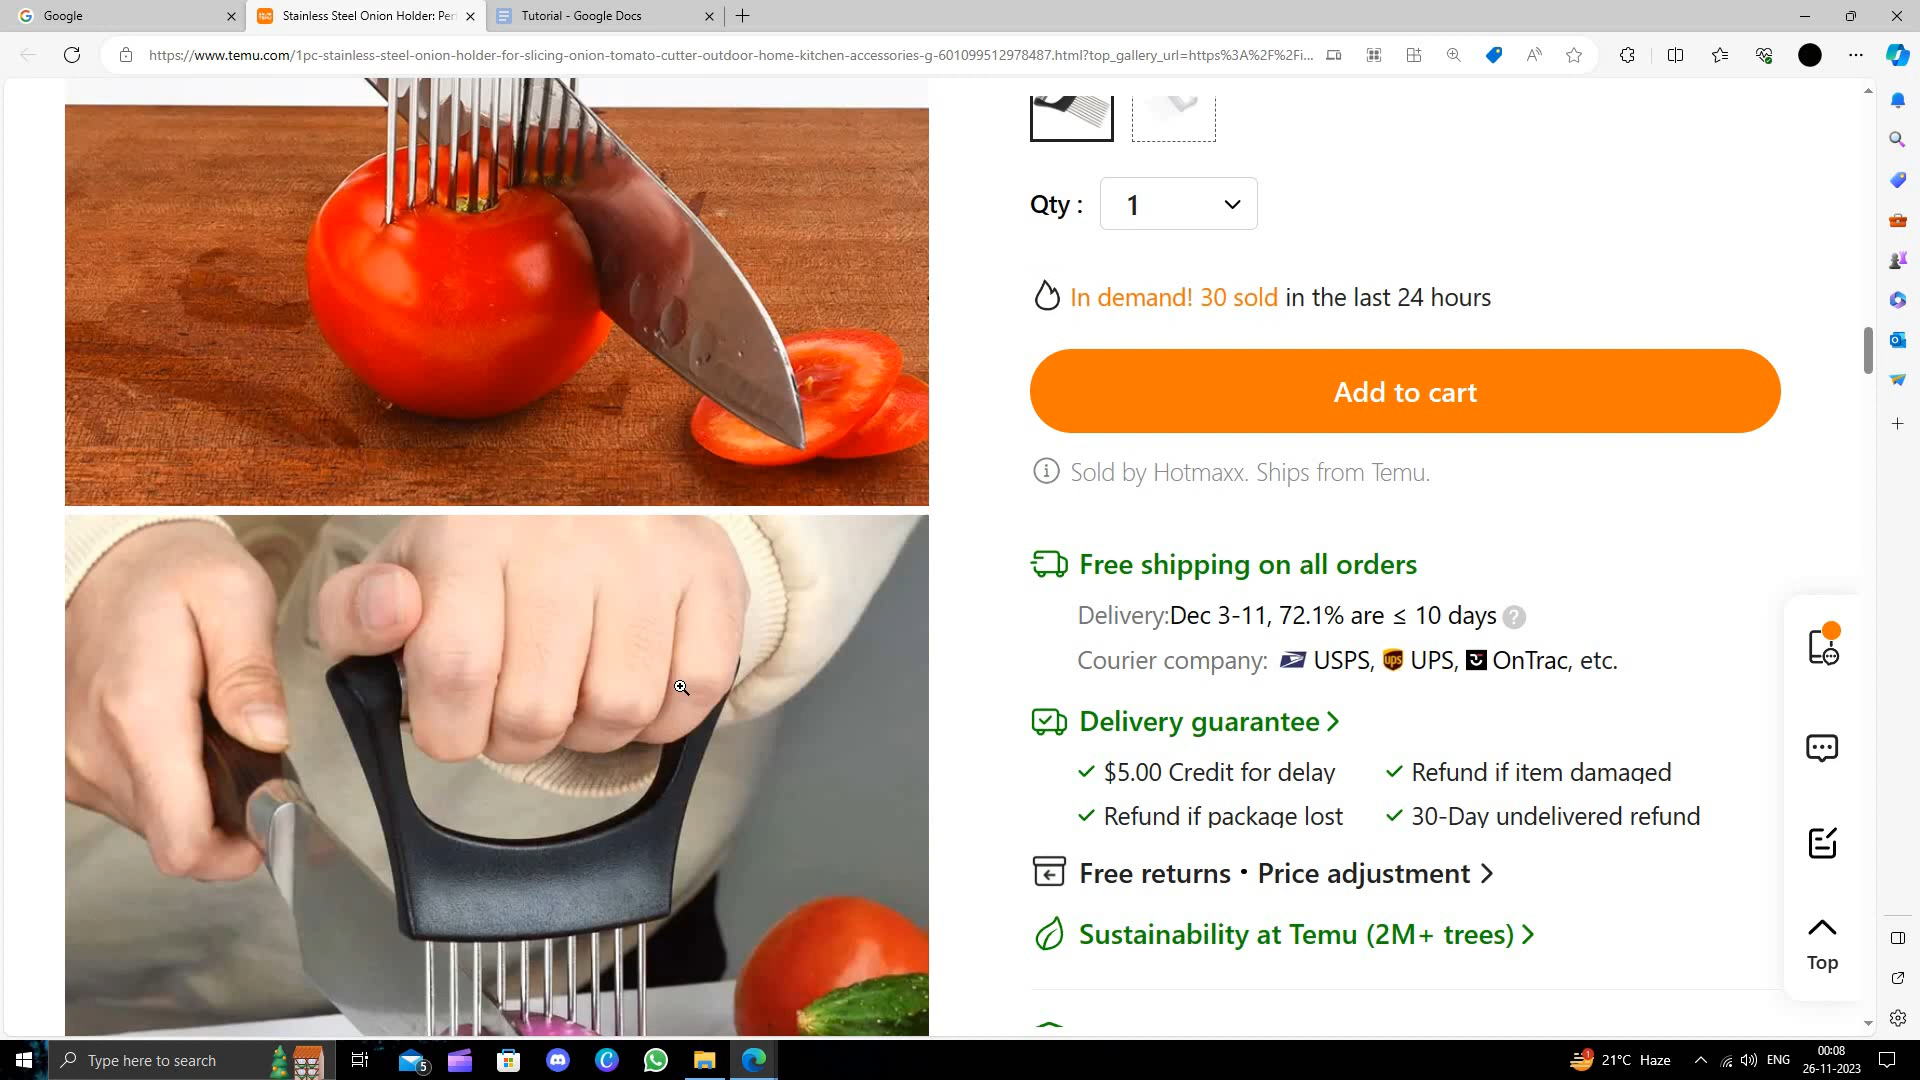 Google
Stainless Steel Onion Holder: Per
Tutorial - Google Docs
https://www.temu.com/1pc-stainless-steel-onion-holder-for-slicing-onion-tomato-cutter-outdoor-home-kitchen-accessories-g-601099512978487.html?top_gallery_url=https%3A%2F%2Fi...
Qty :
1
In demand! 30 sold in the last 24 hours
Add to cart
Sold by Hotmaxx. Ships from Temu.
Free shipping on all orders
Delivery:Dec 3-11, 72.1% are ≤ 10 days
Courier company: USPS, UPS, OnTrac, etc.
Delivery guarantee
$5.00 Credit for delay
Refund if item damaged
Refund if package lost
30-Day undelivered refund
Free returns · Price adjustment
Sustainability at Temu (2M+ trees)
Top
Type here to search
5
1
21°C Haze
ENG
00:08
26-11-2023